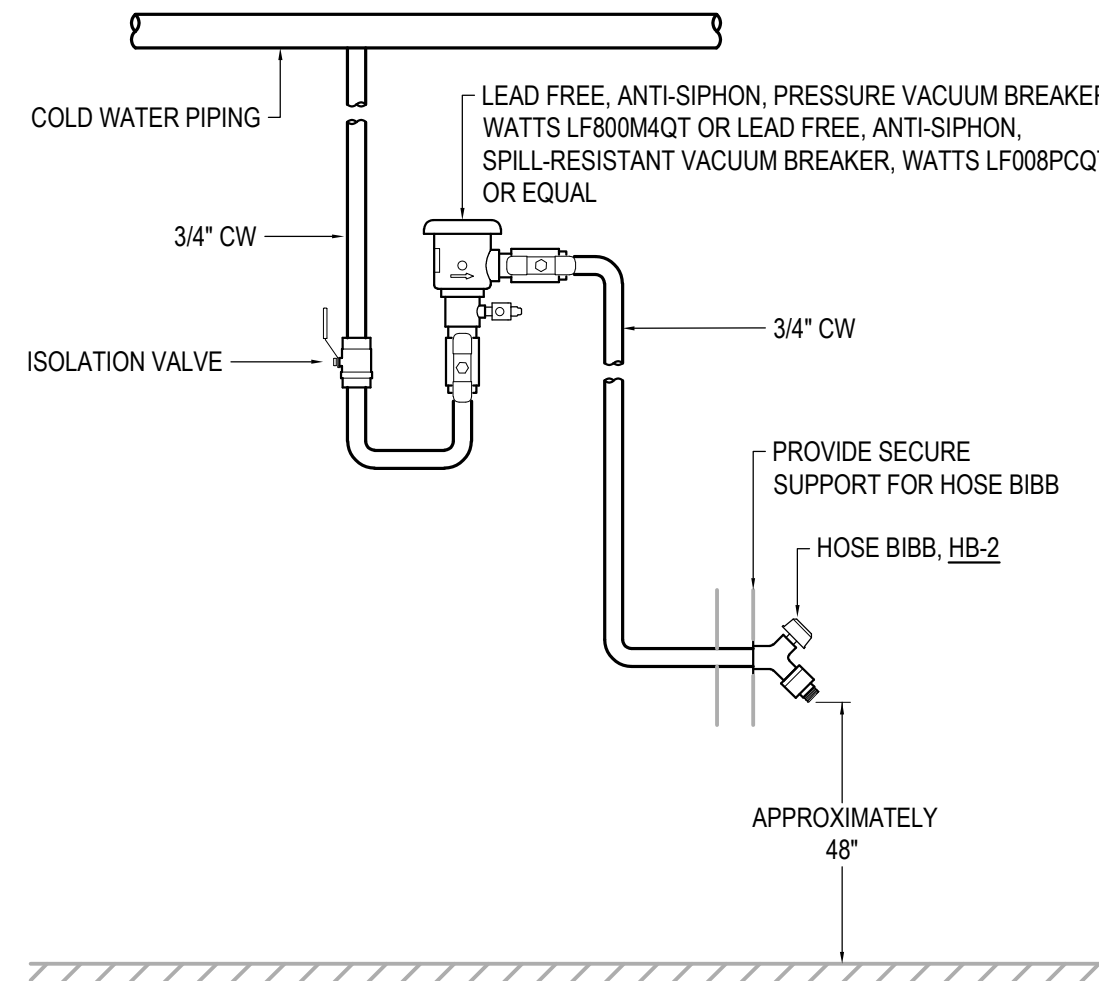 COLD WATER PIPING
LEAD FREE, ANTI-SIPHON, PRESSURE VACUUM BREAKER
WATTS LF800M4QT OR LEAD FREE, ANTI-SIPHON,
SPILL-RESISTANT VACUUM BREAKER, WATTS LF008PCQT
OR EQUAL
3/4" CW
3/4" CW
ISOLATION VALVE
PROVIDE SECURE
SUPPORT FOR HOSE BIBB
HOSE BIBB, HB-2
APPROXIMATELY
48"